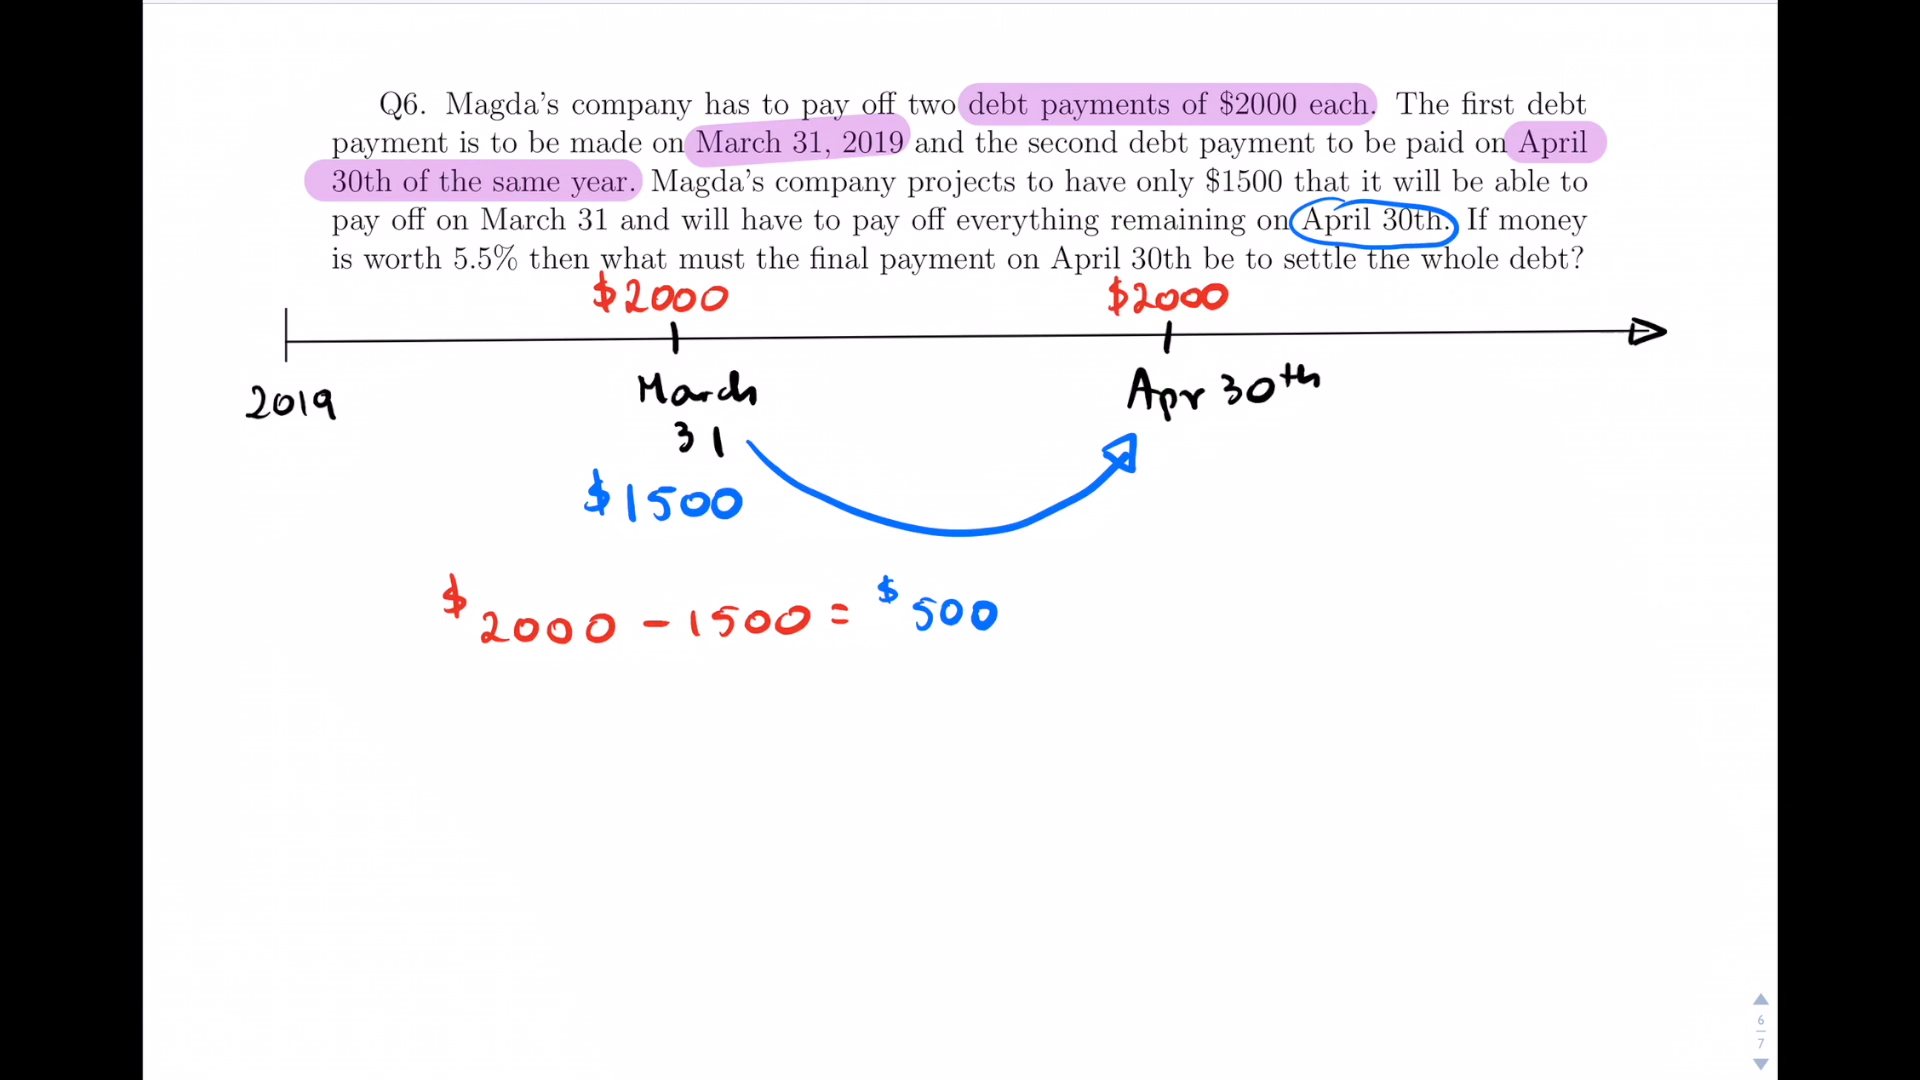 Q6. Magda's company has to pay off two debt payments of $2000 each. The first debt
payment is to be made on March 31, 2019 and the second debt payment to be paid on April
30th of the same year. Magda's company projects to have only $1500 that it will be able to
pay off on March 31 and will have to pay off everything remaining on April 30th. If money
is worth 5.5% then what must the final payment on April 30th be to settle the whole debt?
$2000 $2000
2019 March Apr 30th
31
$1500
$2000 - 1500 = $500
6
7